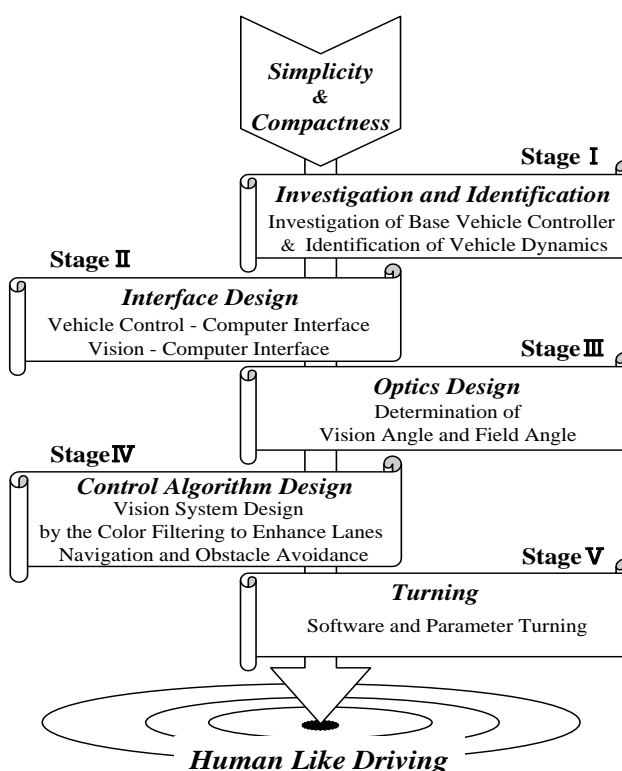 Simplicity
&
Compactness
Stage Ⅰ
Investigation and Identification
Investigation of Base Vehicle Controller
& Identification of Vehicle Dynamics
Stage Ⅱ
Interface Design
Vehicle Control - Computer Interface
Vision - Computer Interface
Stage Ⅲ
Optics Design
Determination of
Vision Angle and Field Angle
Stage Ⅳ
Control Algorithm Design
Vision System Design
by the Color Filtering to Enhance Lanes
Navigation and Obstacle Avoidance
Stage Ⅴ
Turning
Software and Parameter Turning
Human Like Driving